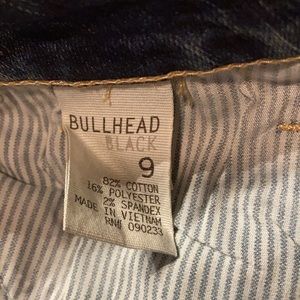 BULLHEAD
BLACK
9
82% COTTON
16% POLYESTER
2% SPANDEX
MADE IN VIETNAM
RN# 090233